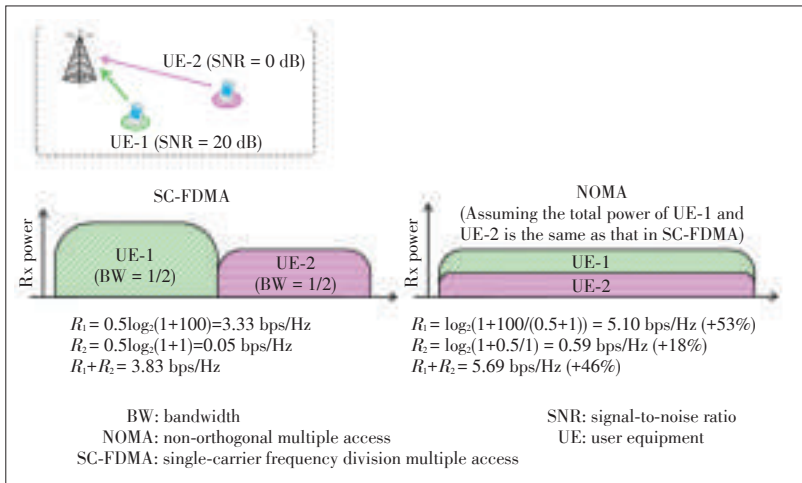 UE-2 (SNR = 0 dB)
UE-1 (SNR = 20 dB)
SC-FDMA
Rx power
UE-1
(BW = 1/2)
UE-2
(BW = 1/2)
R₁ = 0.5log₂(1+100)=3.33 bps/Hz
R₂ = 0.5log₂(1+1)=0.05 bps/Hz
R₁+R₂ = 3.83 bps/Hz
NOMA
(Assuming the total power of UE-1 and
UE-2 is the same as that in SC-FDMA)
Rx power
UE-1
UE-2
R₁ = log₂(1+100/(0.5+1)) = 5.10 bps/Hz (+53%)
R₂ = log₂(1+0.5/1) = 0.59 bps/Hz (+18%)
R₁+R₂ = 5.69 bps/Hz (+46%)
BW: bandwidth
NOMA: non-orthogonal multiple access
SC-FDMA: single-carrier frequency division multiple access
SNR: signal-to-noise ratio
UE: user equipment